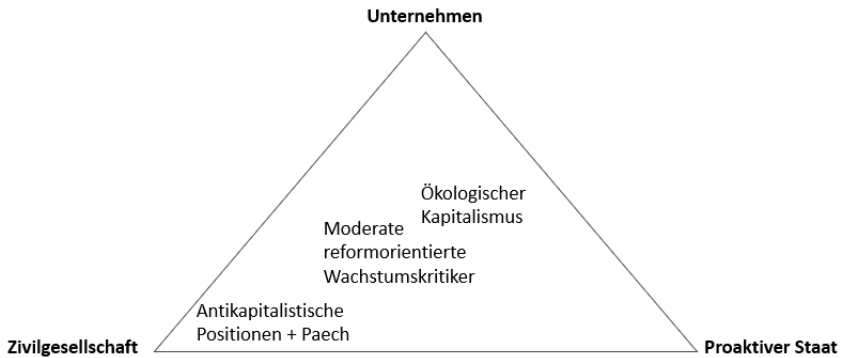 Unternehmen
Ökologischer
Kapitalismus
Moderate
reformorientierte
Wachstumskritiker
Antikapitalistische
Positionen + Paech
Zivilgesellschaft
Proaktiver Staat